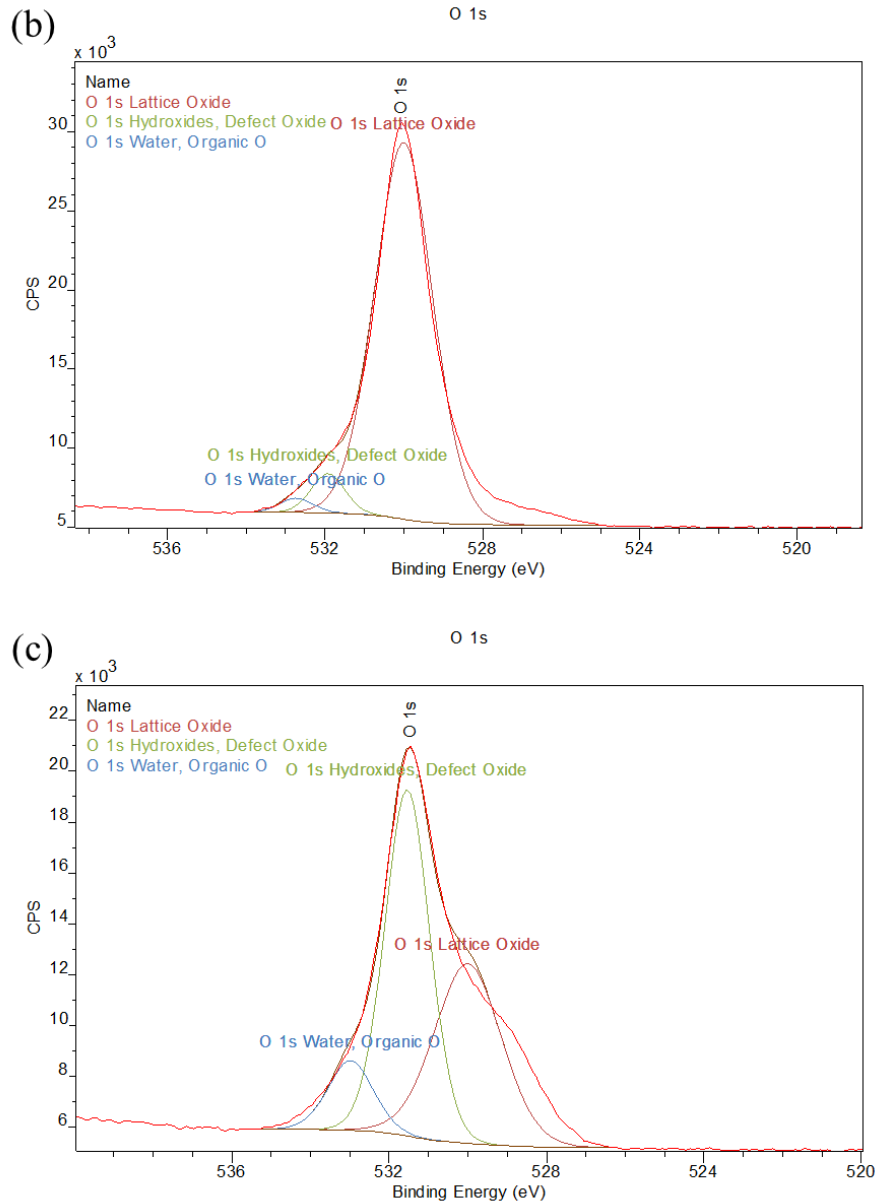 (b)
O 1s
x 10³
Name
O 1s Lattice Oxide
O 1s Hydroxides, Defect Oxide
O 1s Water, Organic O
O 1s
O 1s Lattice Oxide
O 1s Hydroxides, Defect Oxide
O 1s Water, Organic O
30
25
20
15
10
5
CPS
536
532
528
524
520
Binding Energy (eV)
(c)
O 1s
x 10³
Name
O 1s Lattice Oxide
O 1s Hydroxides, Defect Oxide
O 1s Water, Organic O
O 1s
O 1s Hydroxides, Defect Oxide
O 1s Lattice Oxide
O 1s Water, Organic O
22
20
18
16
14
12
10
8
6
CPS
536
532
528
524
520
Binding Energy (eV)